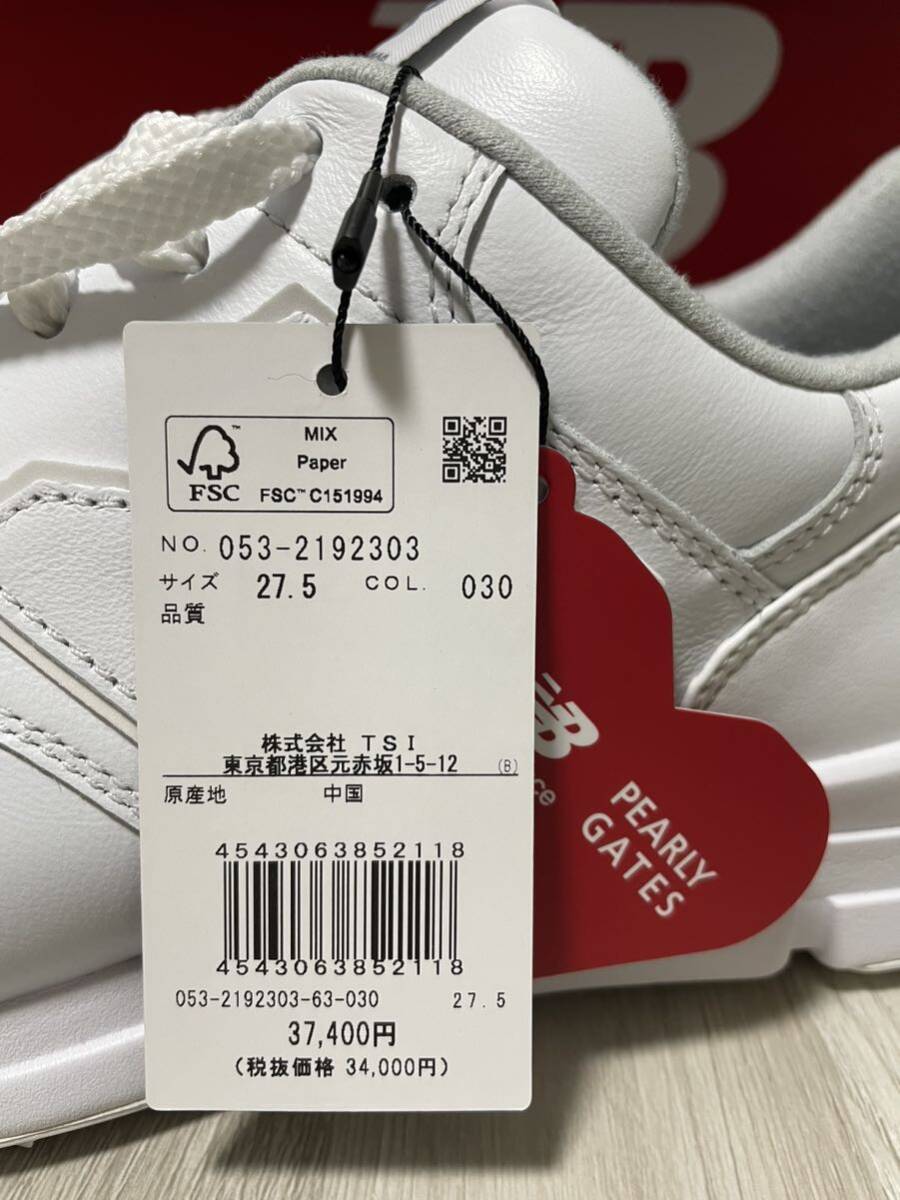 MIX
Paper
FSC™ C151994
FSC
NO. 053-2192303
サイズ 27.5 COL. 030
品質
株式会社 TSI
東京都港区元赤坂1-5-12 (B)
原産地 中国
4543063852118
4543063852118
053-2192303-63-030 27.5
37,400円
(税抜価格 34,000円)
NB
ce
PEARLY
GATES